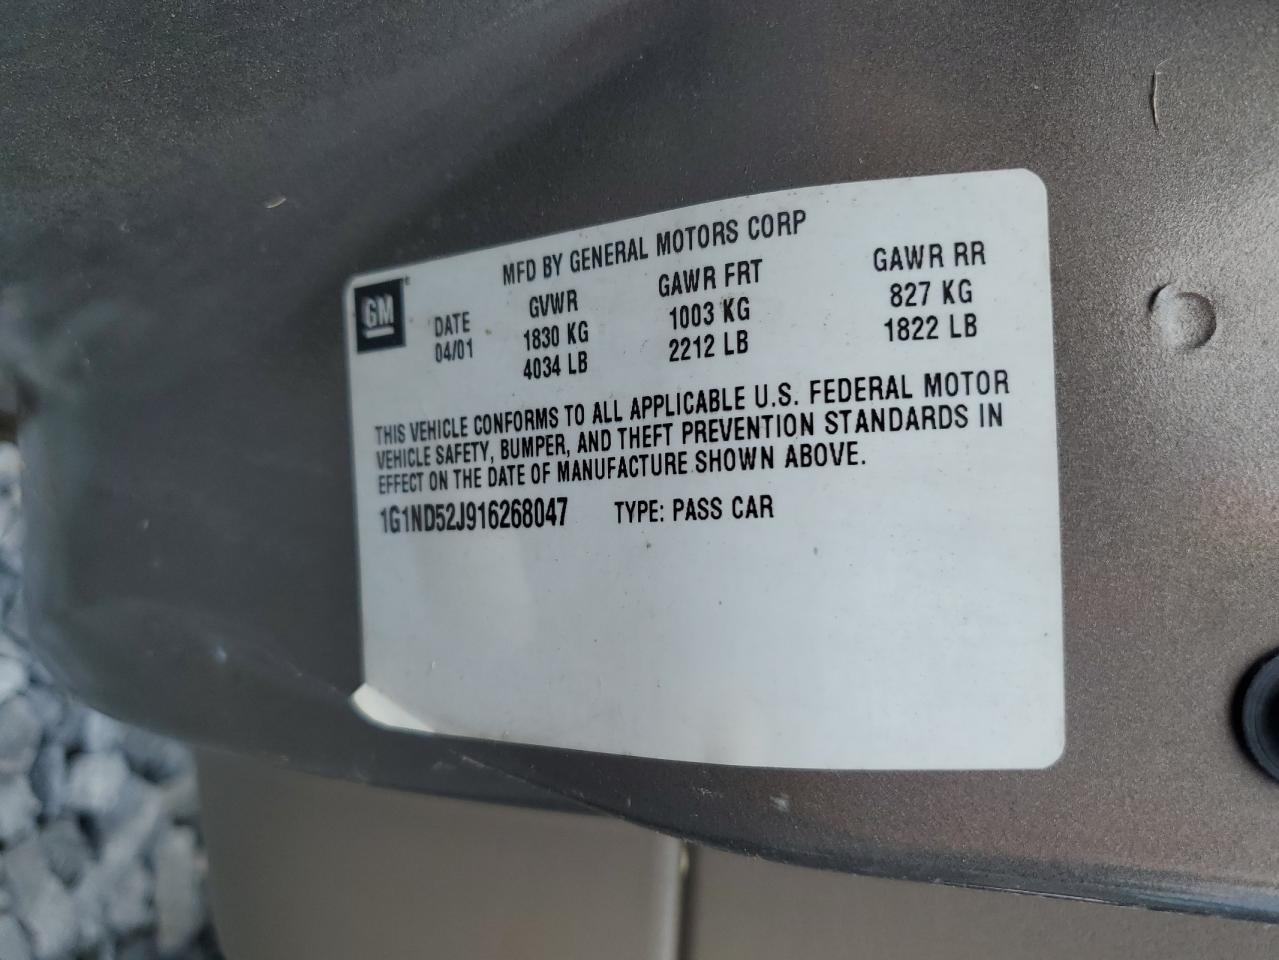 MFD BY GENERAL MOTORS CORP
GM
DATE GVWR GAWR FRT GAWR RR
04/01 1830 KG 1003 KG 827 KG
4034 LB 2212 LB 1822 LB
THIS VEHICLE CONFORMS TO ALL APPLICABLE U.S. FEDERAL MOTOR
VEHICLE SAFETY, BUMPER, AND THEFT PREVENTION STANDARDS IN
EFFECT ON THE DATE OF MANUFACTURE SHOWN ABOVE.
1G1ND52J916268047 TYPE: PASS CAR